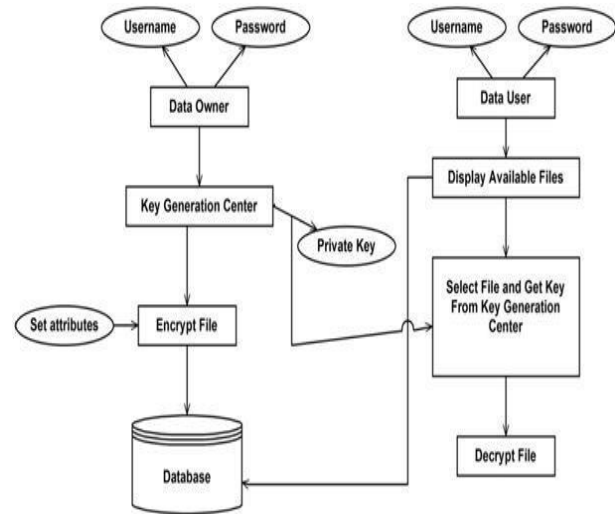 Username
Password
Username
Password
Data Owner
Data User
Display Available Files
Key Generation Center
Private Key
Select File and Get Key
From Key Generation
Center
Set attributes
Encrypt File
Decrypt File
Database